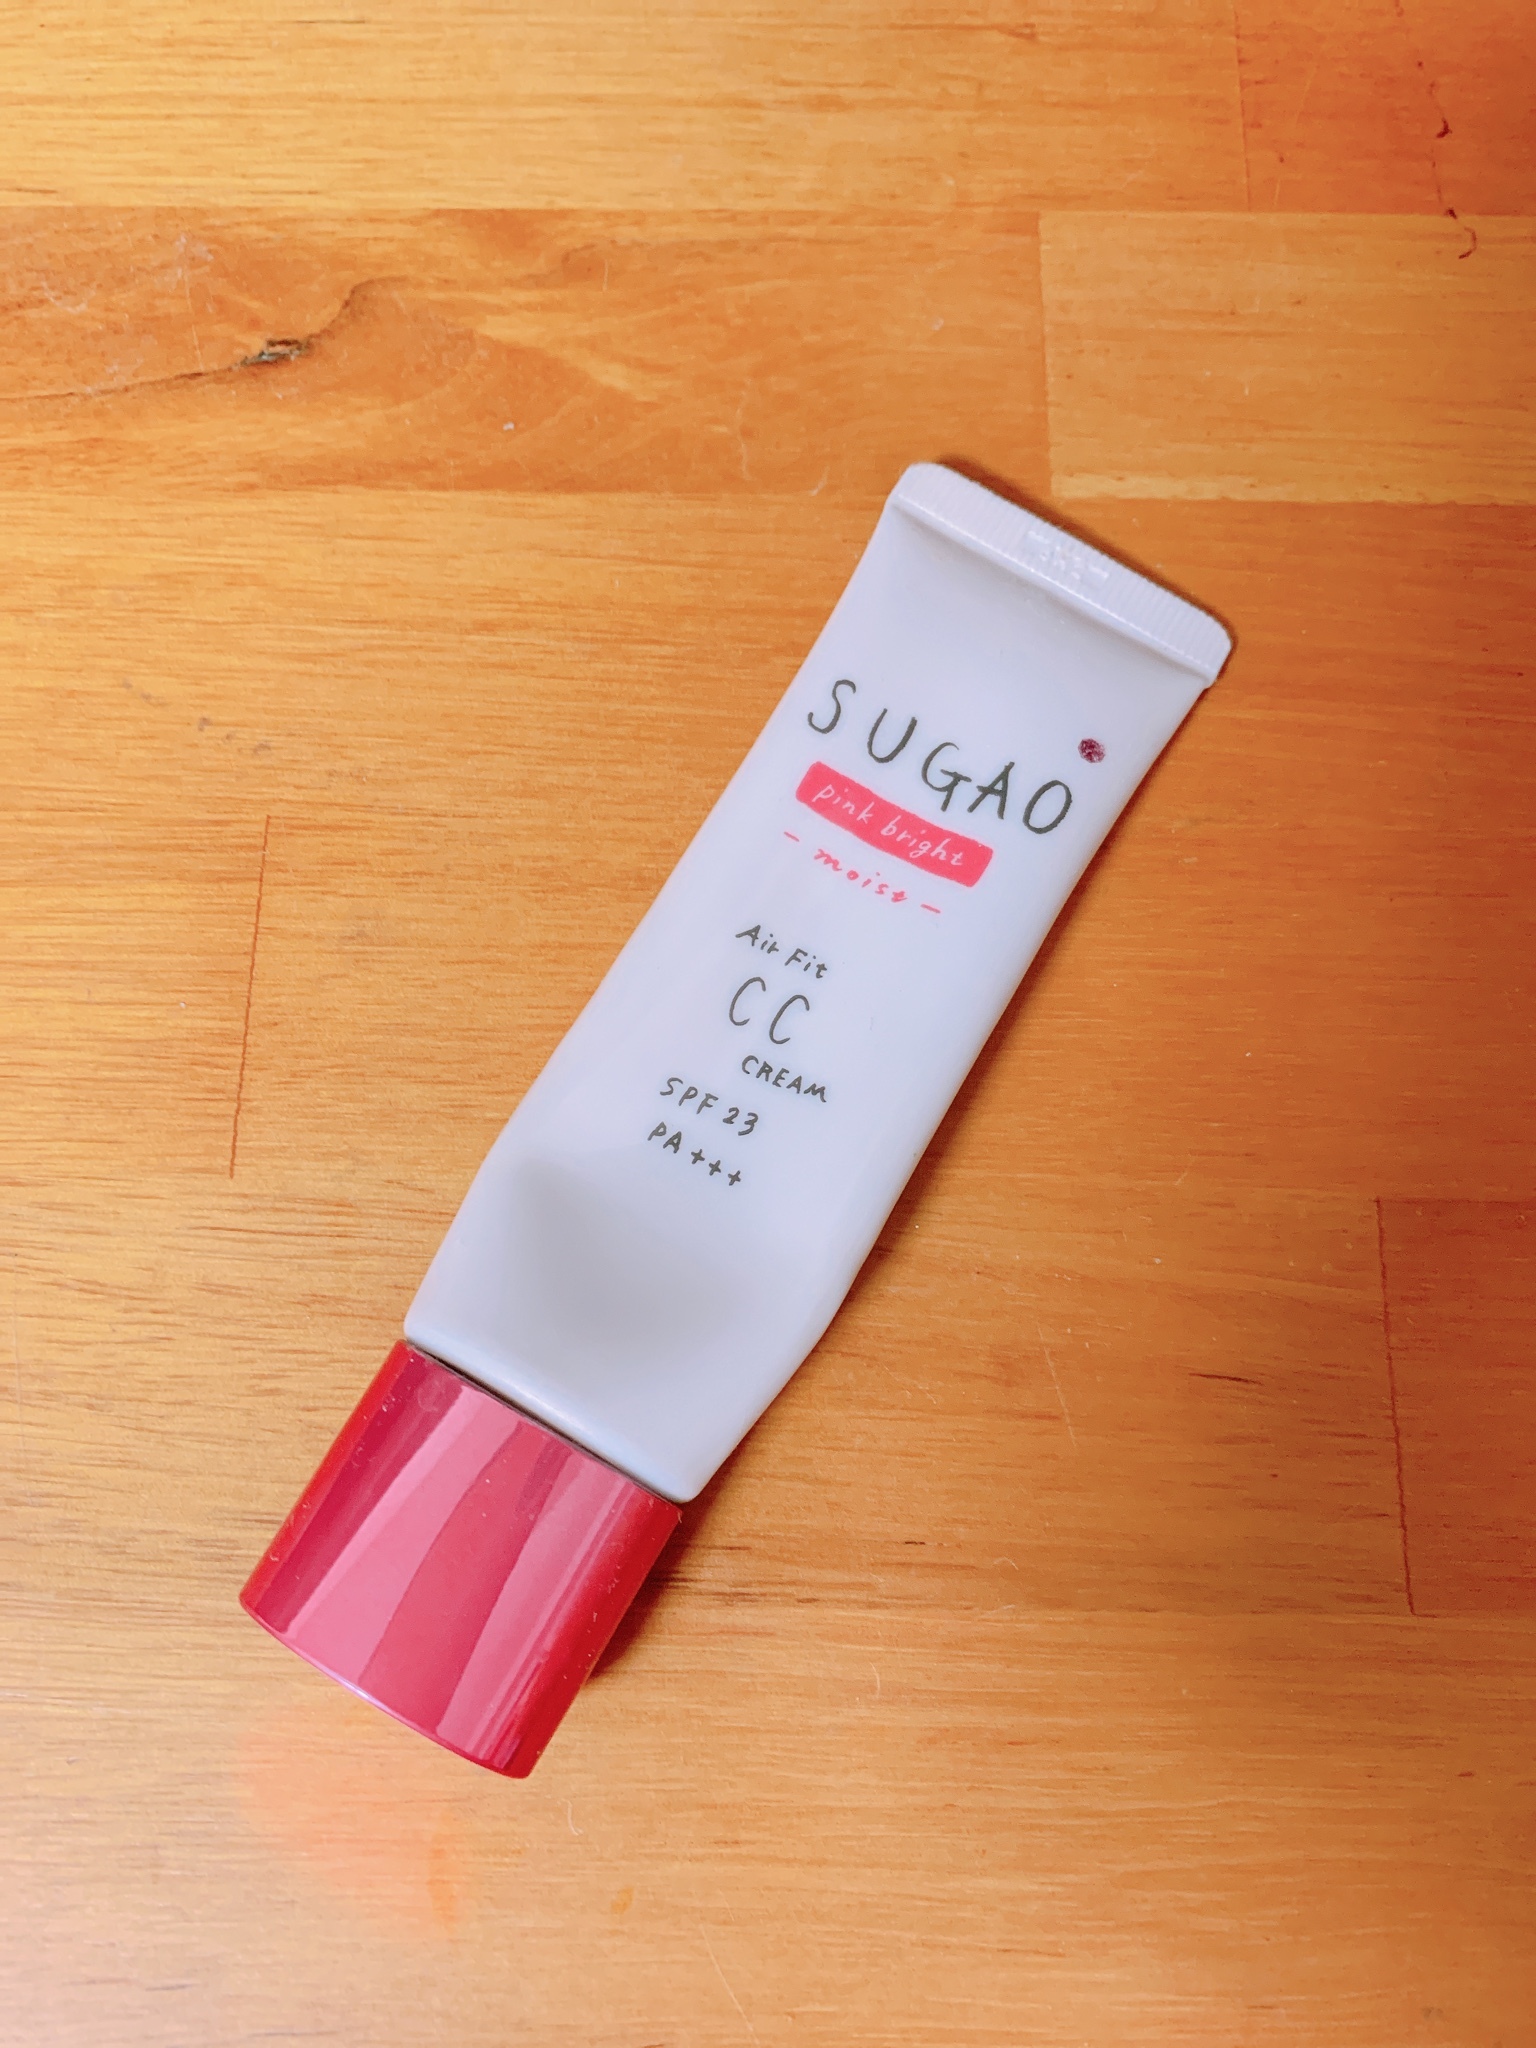 SUGAO
pink bright
- moist -
Air Fit
CC
CREAM
SPF 23
PA+++